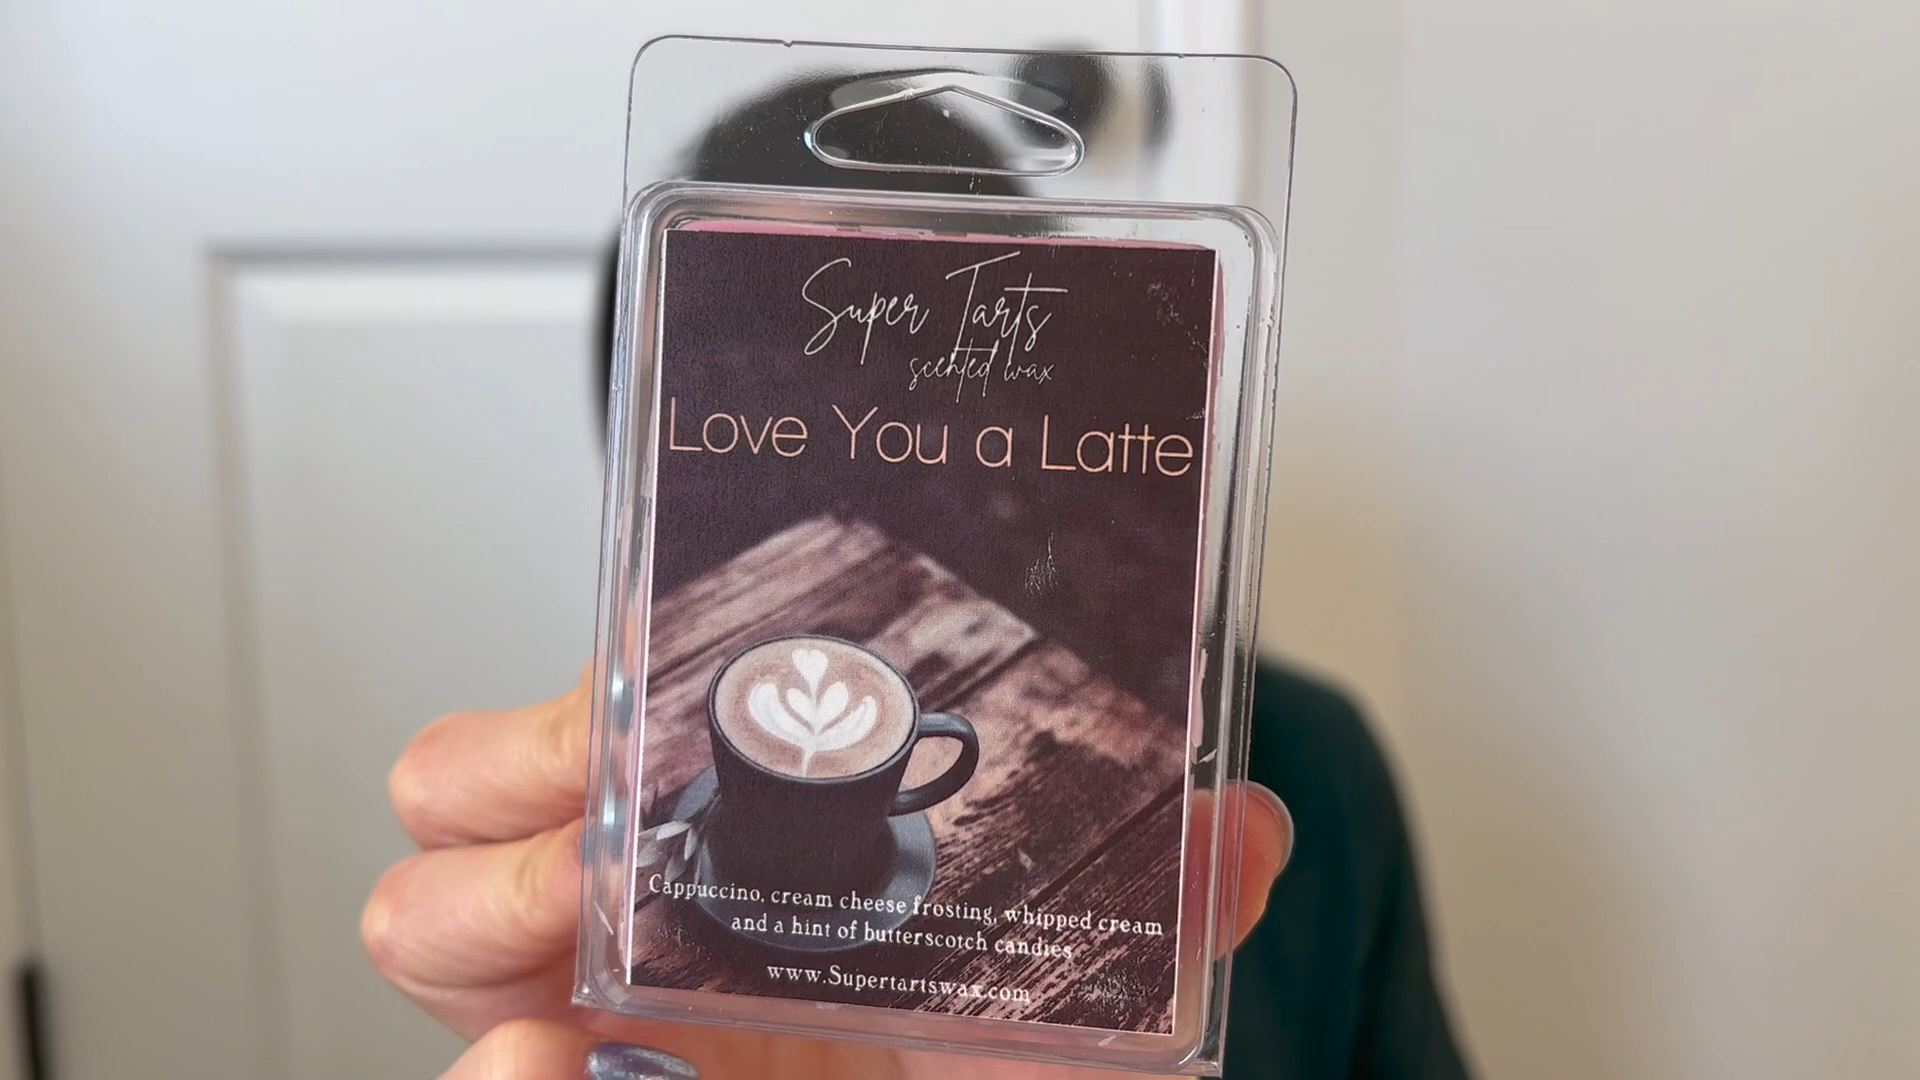 Super Tarts
scented wax
Love You a Latte
Cappuccino, cream cheese frosting, whipped cream
and a hint of butterscotch candies
www.Supertartswax.com